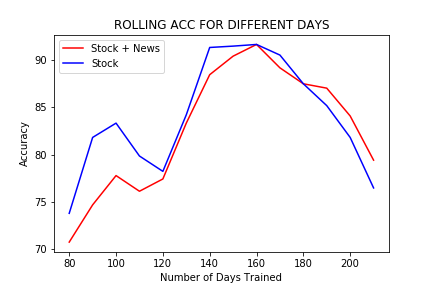 ROLLING ACC FOR DIFFERENT DAYS
Stock + News
Stock
90
85
80
75
70
Accuracy
80 100 120 140 160 180 200
Number of Days Trained